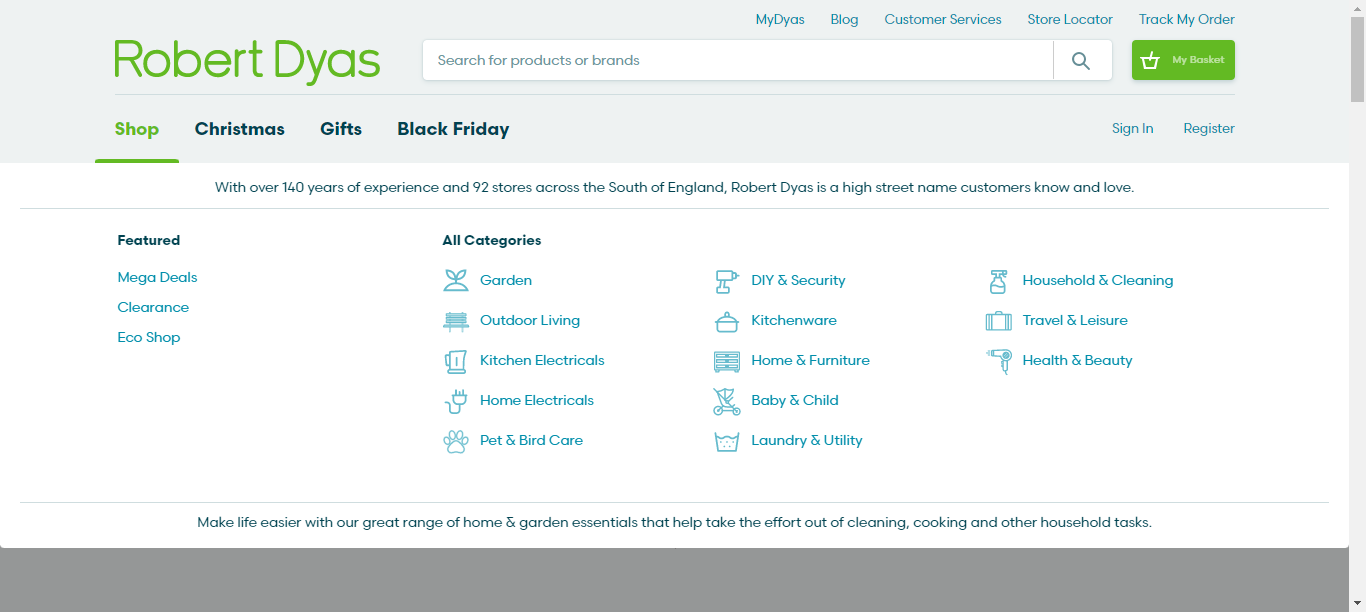 MyDyas Blog Customer Services Store Locator Track My Order
Robert Dyas
Search for products or brands
My Basket
Shop Christmas Gifts Black Friday Sign In Register
With over 140 years of experience and 92 stores across the South of England, Robert Dyas is a high street name customers know and love.
Featured
Mega Deals
Clearance
Eco Shop
All Categories
Garden
Outdoor Living
Kitchen Electricals
Home Electricals
Pet & Bird Care
DIY & Security
Kitchenware
Home & Furniture
Baby & Child
Laundry & Utility
Household & Cleaning
Travel & Leisure
Health & Beauty
Make life easier with our great range of home & garden essentials that help take the effort out of cleaning, cooking and other household tasks.